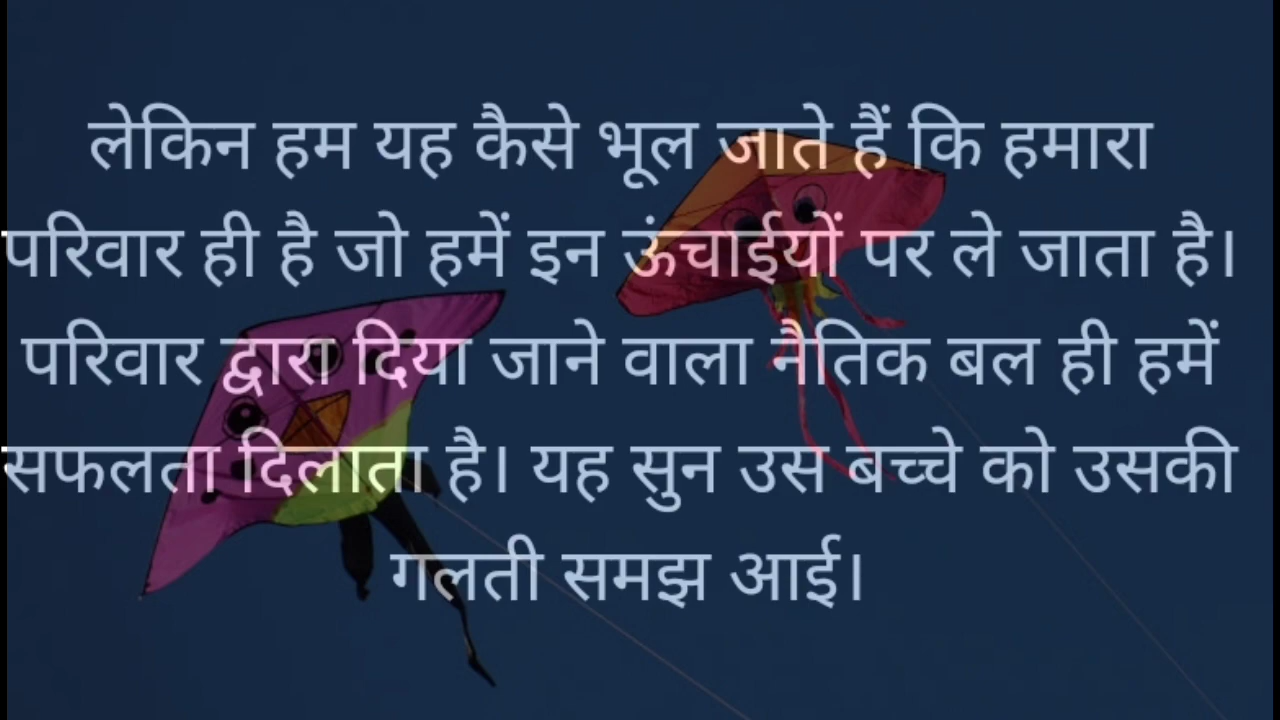 लेकिन हम यह कैसे भूल जाते हैं कि हमारा
परिवार ही है जो हमें इन ऊंचाईयों पर ले जाता है।
परिवार द्वारा दिया जाने वाला नैतिक बल ही हमें
सफलता दिलाता है। यह सुन उस बच्चे को उसकी
गलती समझ आई।